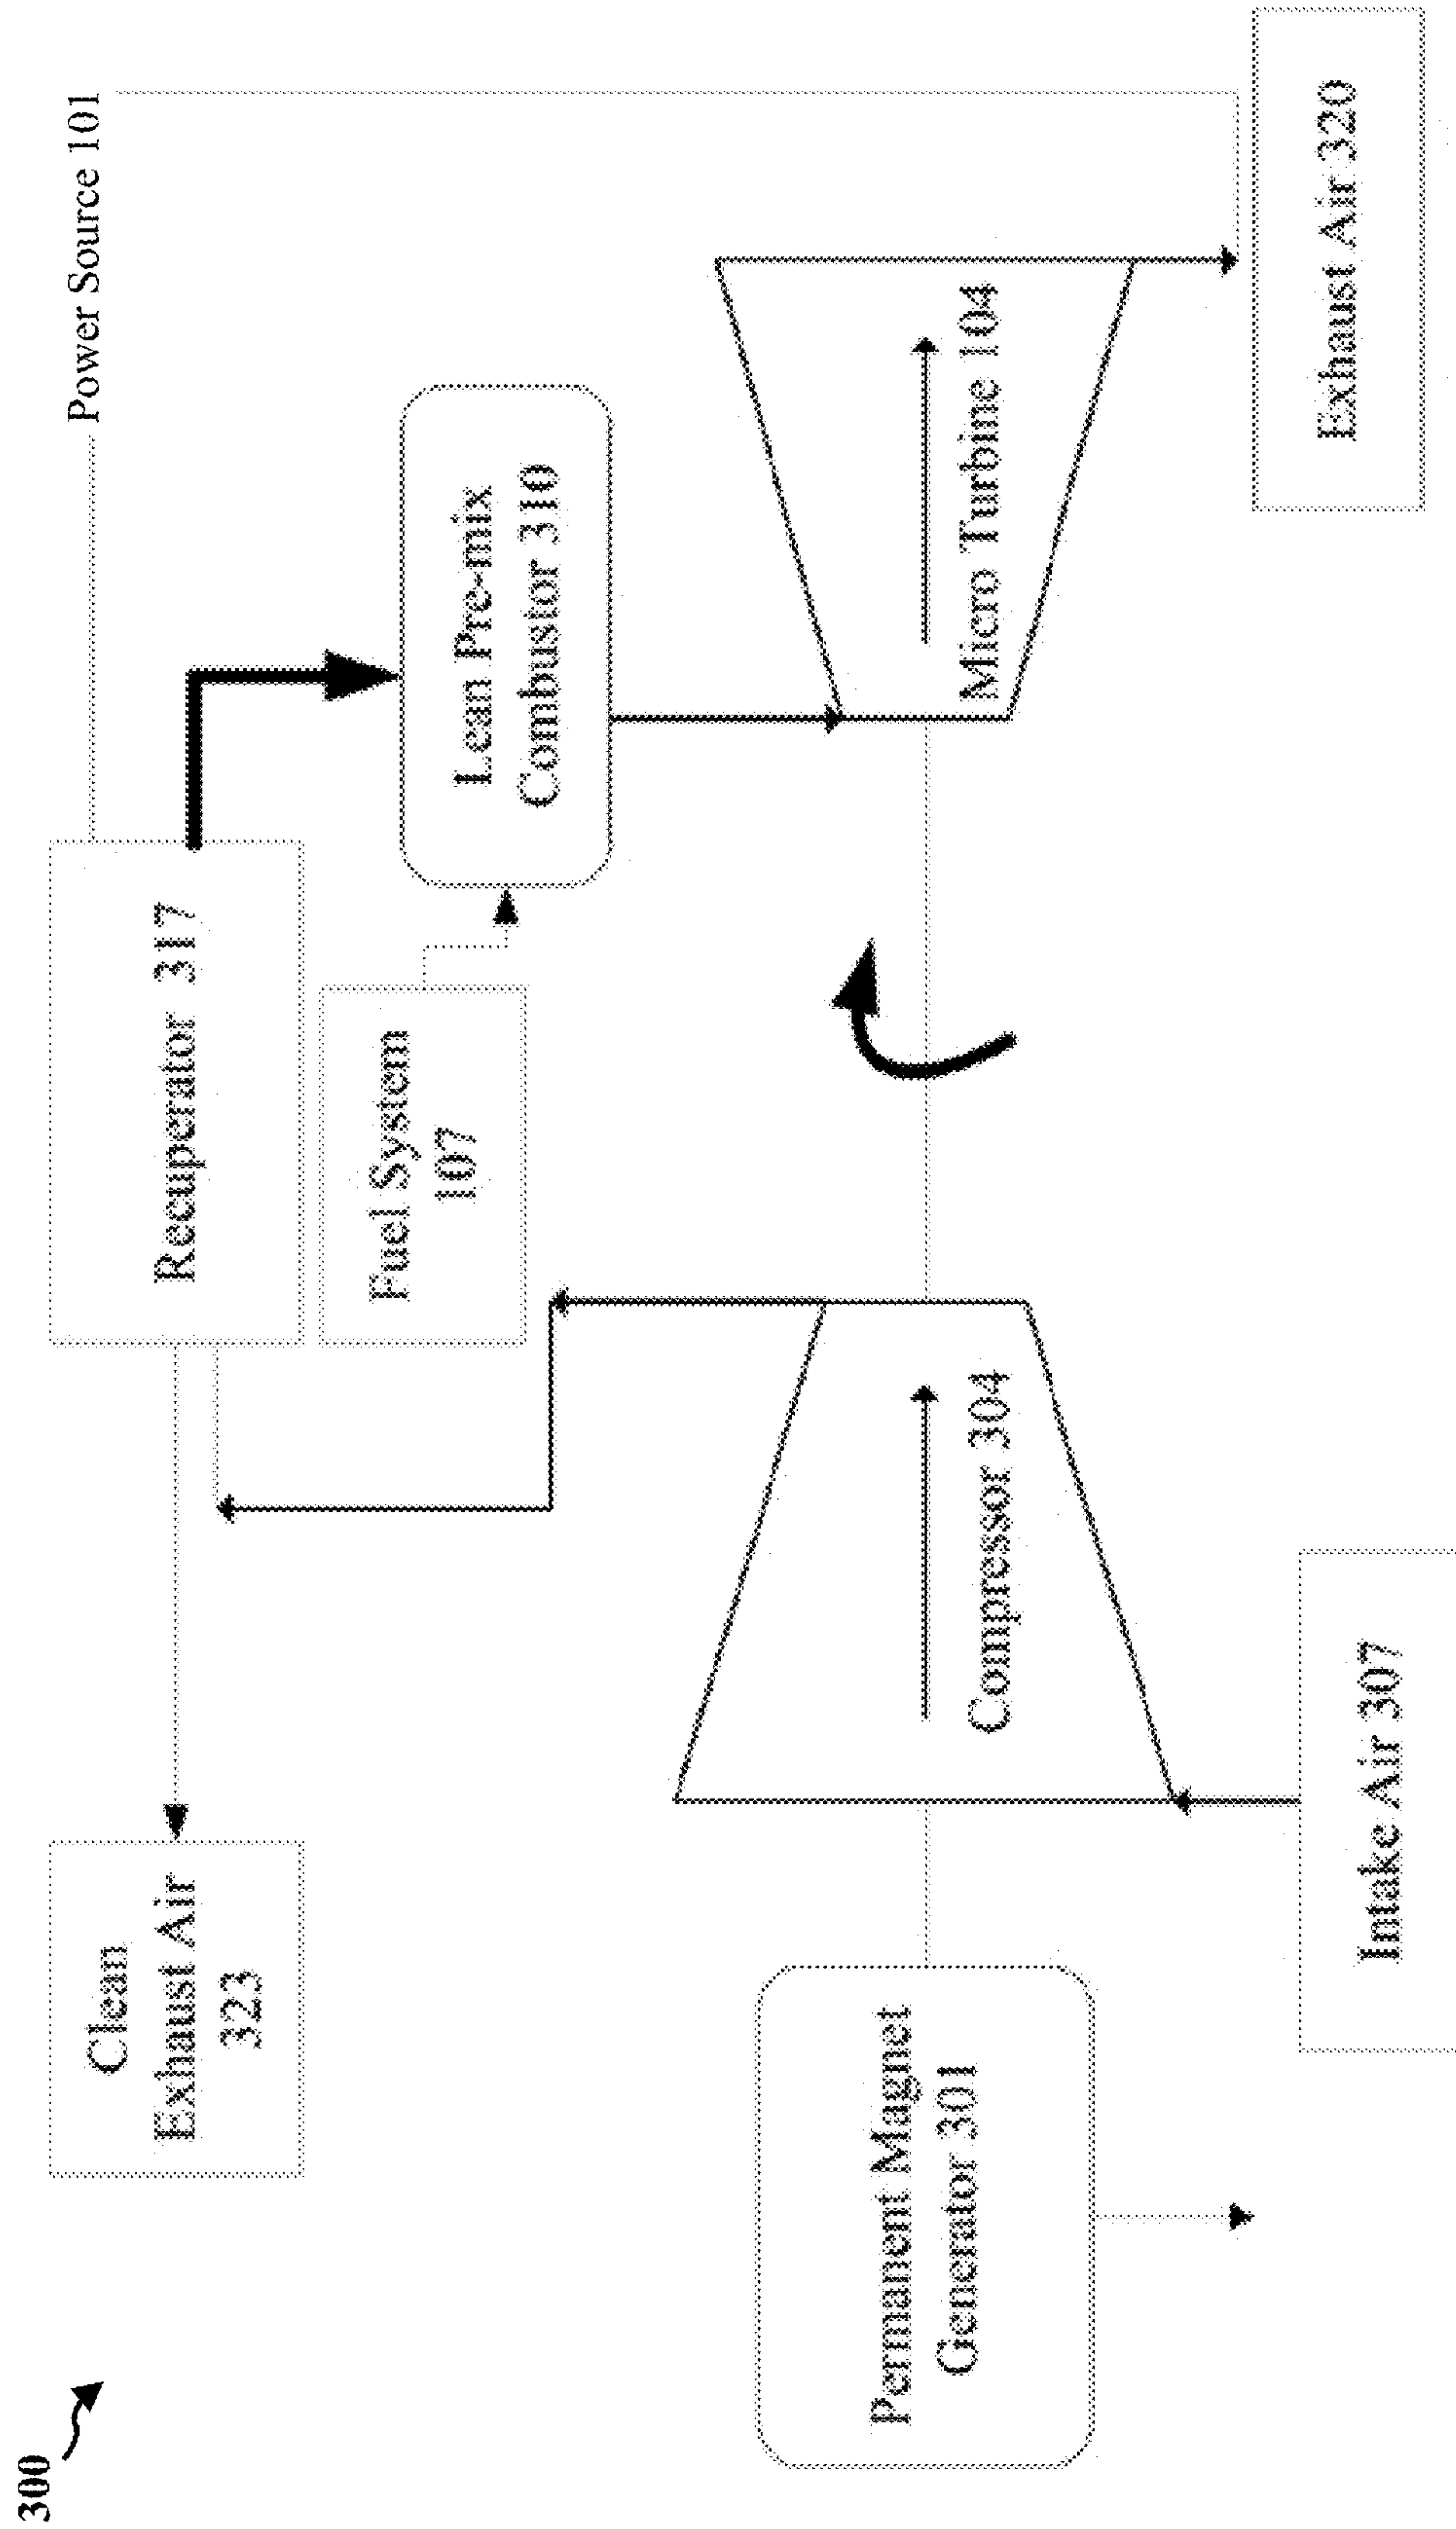 300
Power Source 101
Clean
Exhaust Air
323
Recuperator 317
Fuel System
107
Lean Pre-mix
Combustor 310
Permanent Magnet
Generator 301
Compressor 304
Micro Turbine 104
Intake Air 307
Exhaust Air 320